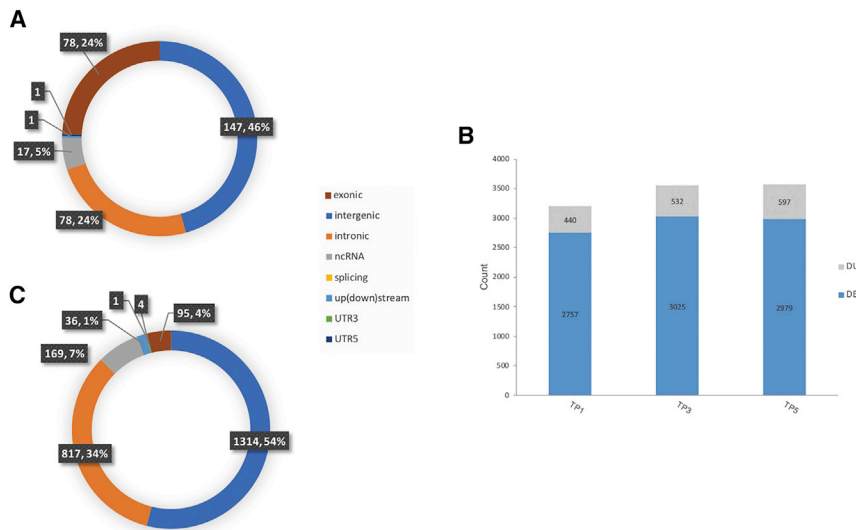 A
78, 24%
1
1
17, 5%
78, 24%
147, 46%
exonic
intergenic
intronic
ncRNA
splicing
up(down)stream
UTR3
UTR5
C
1
4
36, 1%
95, 4%
169, 7%
817, 34%
1314, 54%
B
4000
3500
3000
2500
2000
1500
1000
500
0
Count
440
532
597
2757
3025
2979
TP1
TP3
TP5